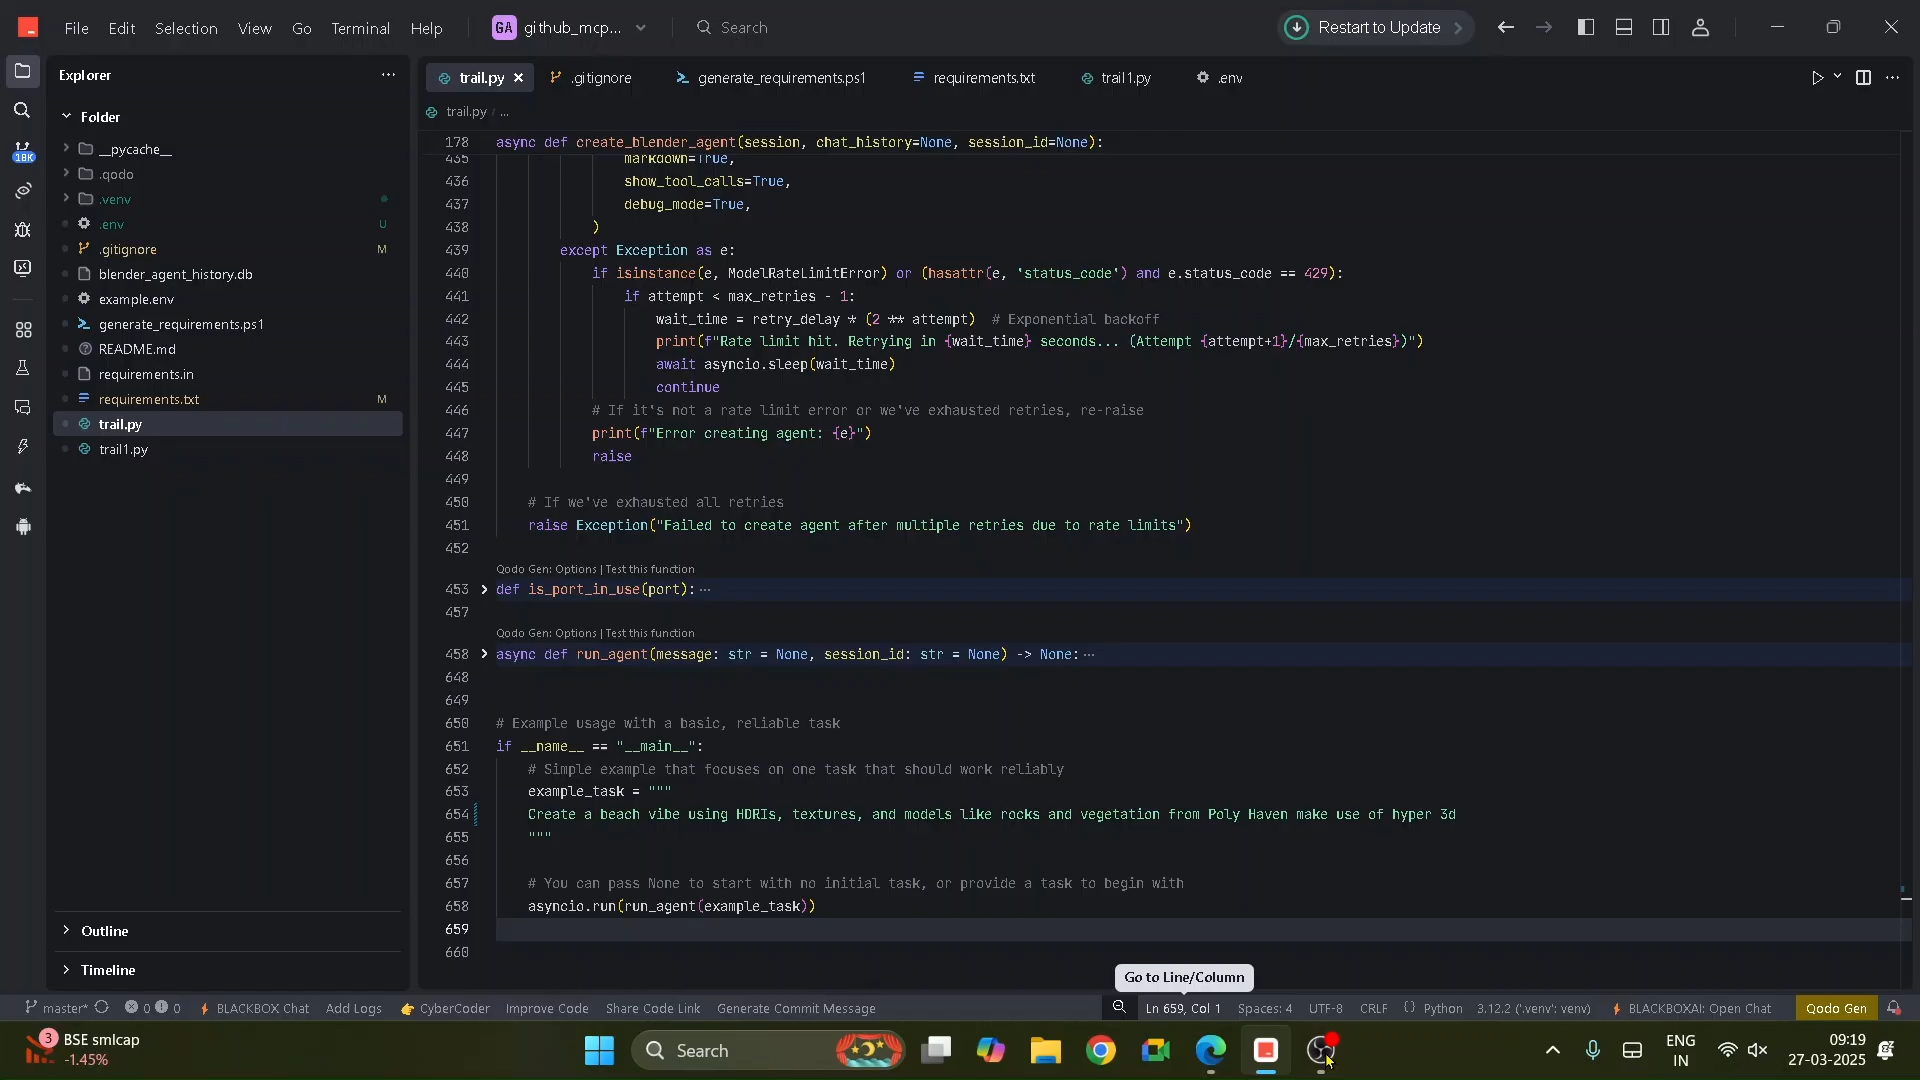 File Edit Selection View Go Terminal Help GA github_mcp... Search Restart to Update
Explorer
Folder
__pycache__
.qodo
.venv
.env U
.gitignore M
blender_agent_history.db
example.env
generate_requirements.ps1
README.md
requirements.in
requirements.txt M
trail.py
trail1.py
Outline
Timeline
trail.py .gitignore generate_requirements.ps1 requirements.txt trail1.py .env
trail.py ...
178 async def create_blender_agent(session, chat_history=None, session_id=None):
435 markdown=True,
436 show_tool_calls=True,
437 debug_mode=True,
438 )
439 except Exception as e:
440 if isinstance(e, ModelRateLimitError) or (hasattr(e, 'status_code') and e.status_code == 429):
441 if attempt < max_retries - 1:
442 wait_time = retry_delay * (2 ** attempt)  # Exponential backoff
443 print(f"Rate limit hit. Retrying in {wait_time} seconds... (Attempt {attempt+1}/{max_retries})")
444 await asyncio.sleep(wait_time)
445 continue
446 # If it's not a rate limit error or we've exhausted retries, re-raise
447 print(f"Error creating agent: {e}")
448 raise
449
450 # If we've exhausted all retries
451 raise Exception("Failed to create agent after multiple retries due to rate limits")
452
Qodo Gen: Options | Test this function
453 def is_port_in_use(port): ...
457
Qodo Gen: Options | Test this function
458 async def run_agent(message: str = None, session_id: str = None) -> None: ...
648
649
650 # Example usage with a basic, reliable task
651 if __name__ == "__main__":
652 # Simple example that focuses on one task that should work reliably
653 example_task = """
654 Create a beach vibe using HDRIs, textures, and models like rocks and vegetation from Poly Haven make use of hyper 3d
655 """
656
657 # You can pass None to start with no initial task, or provide a task to begin with
658 asyncio.run(run_agent(example_task))
659
660
Go to Line/Column
master* 0 0 BLACKBOX Chat Add Logs CyberCoder Improve Code Share Code Link Generate Commit Message Ln 659, Col 1 Spaces: 4 UTF-8 CRLF Python 3.12.2 ('.venv': venv) BLACKBOXAI: Open Chat Qodo Gen
3 BSE smlcap
-1.45%
Search
ENG
IN
09:19
27-03-2025